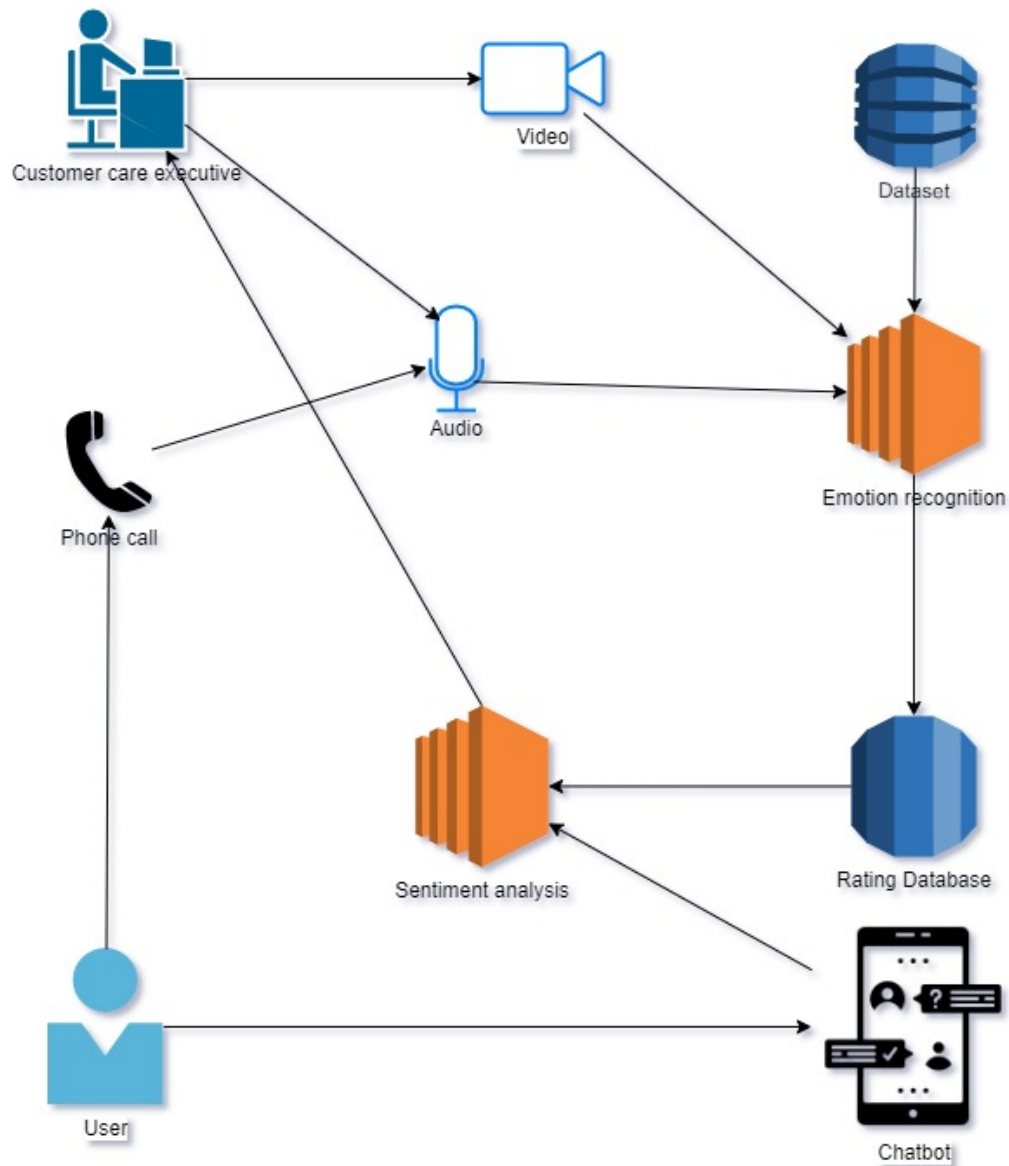 Customer care executive
Video
Dataset
Audio
Phone call
Emotion recognition
Sentiment analysis
Rating Database
?
User
Chatbot